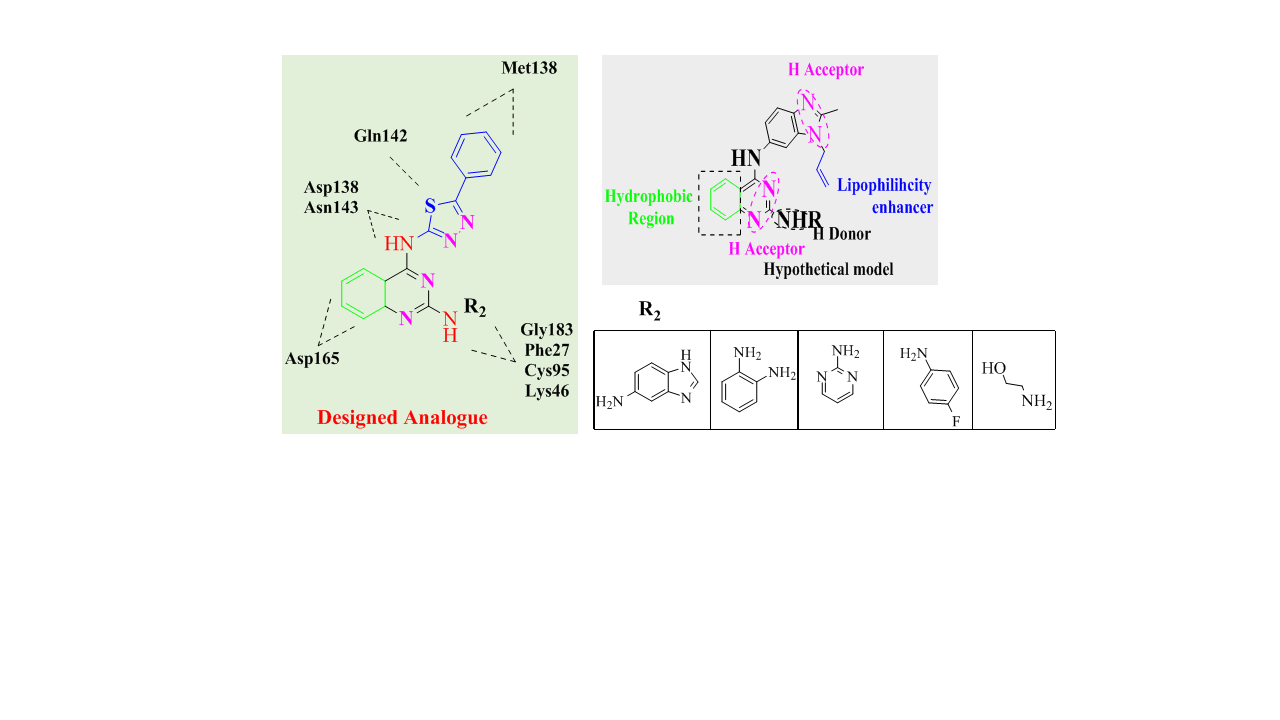 Met138
Gln142
Asp138
Asn143
S
N
N
HN
N
N
R2
N
H
Asp165
Gly183
Phe27
Cys95
Lys46
Designed Analogue
H Acceptor
N
N
HN
Hydrophobic
Region
N
N
NHR
Lipophilihcity
enhancer
H Donor
H Acceptor
Hypothetical model
R2
H
N
N
H2N
NH2
NH2
NH2
N N
H2N
F
HO
NH2